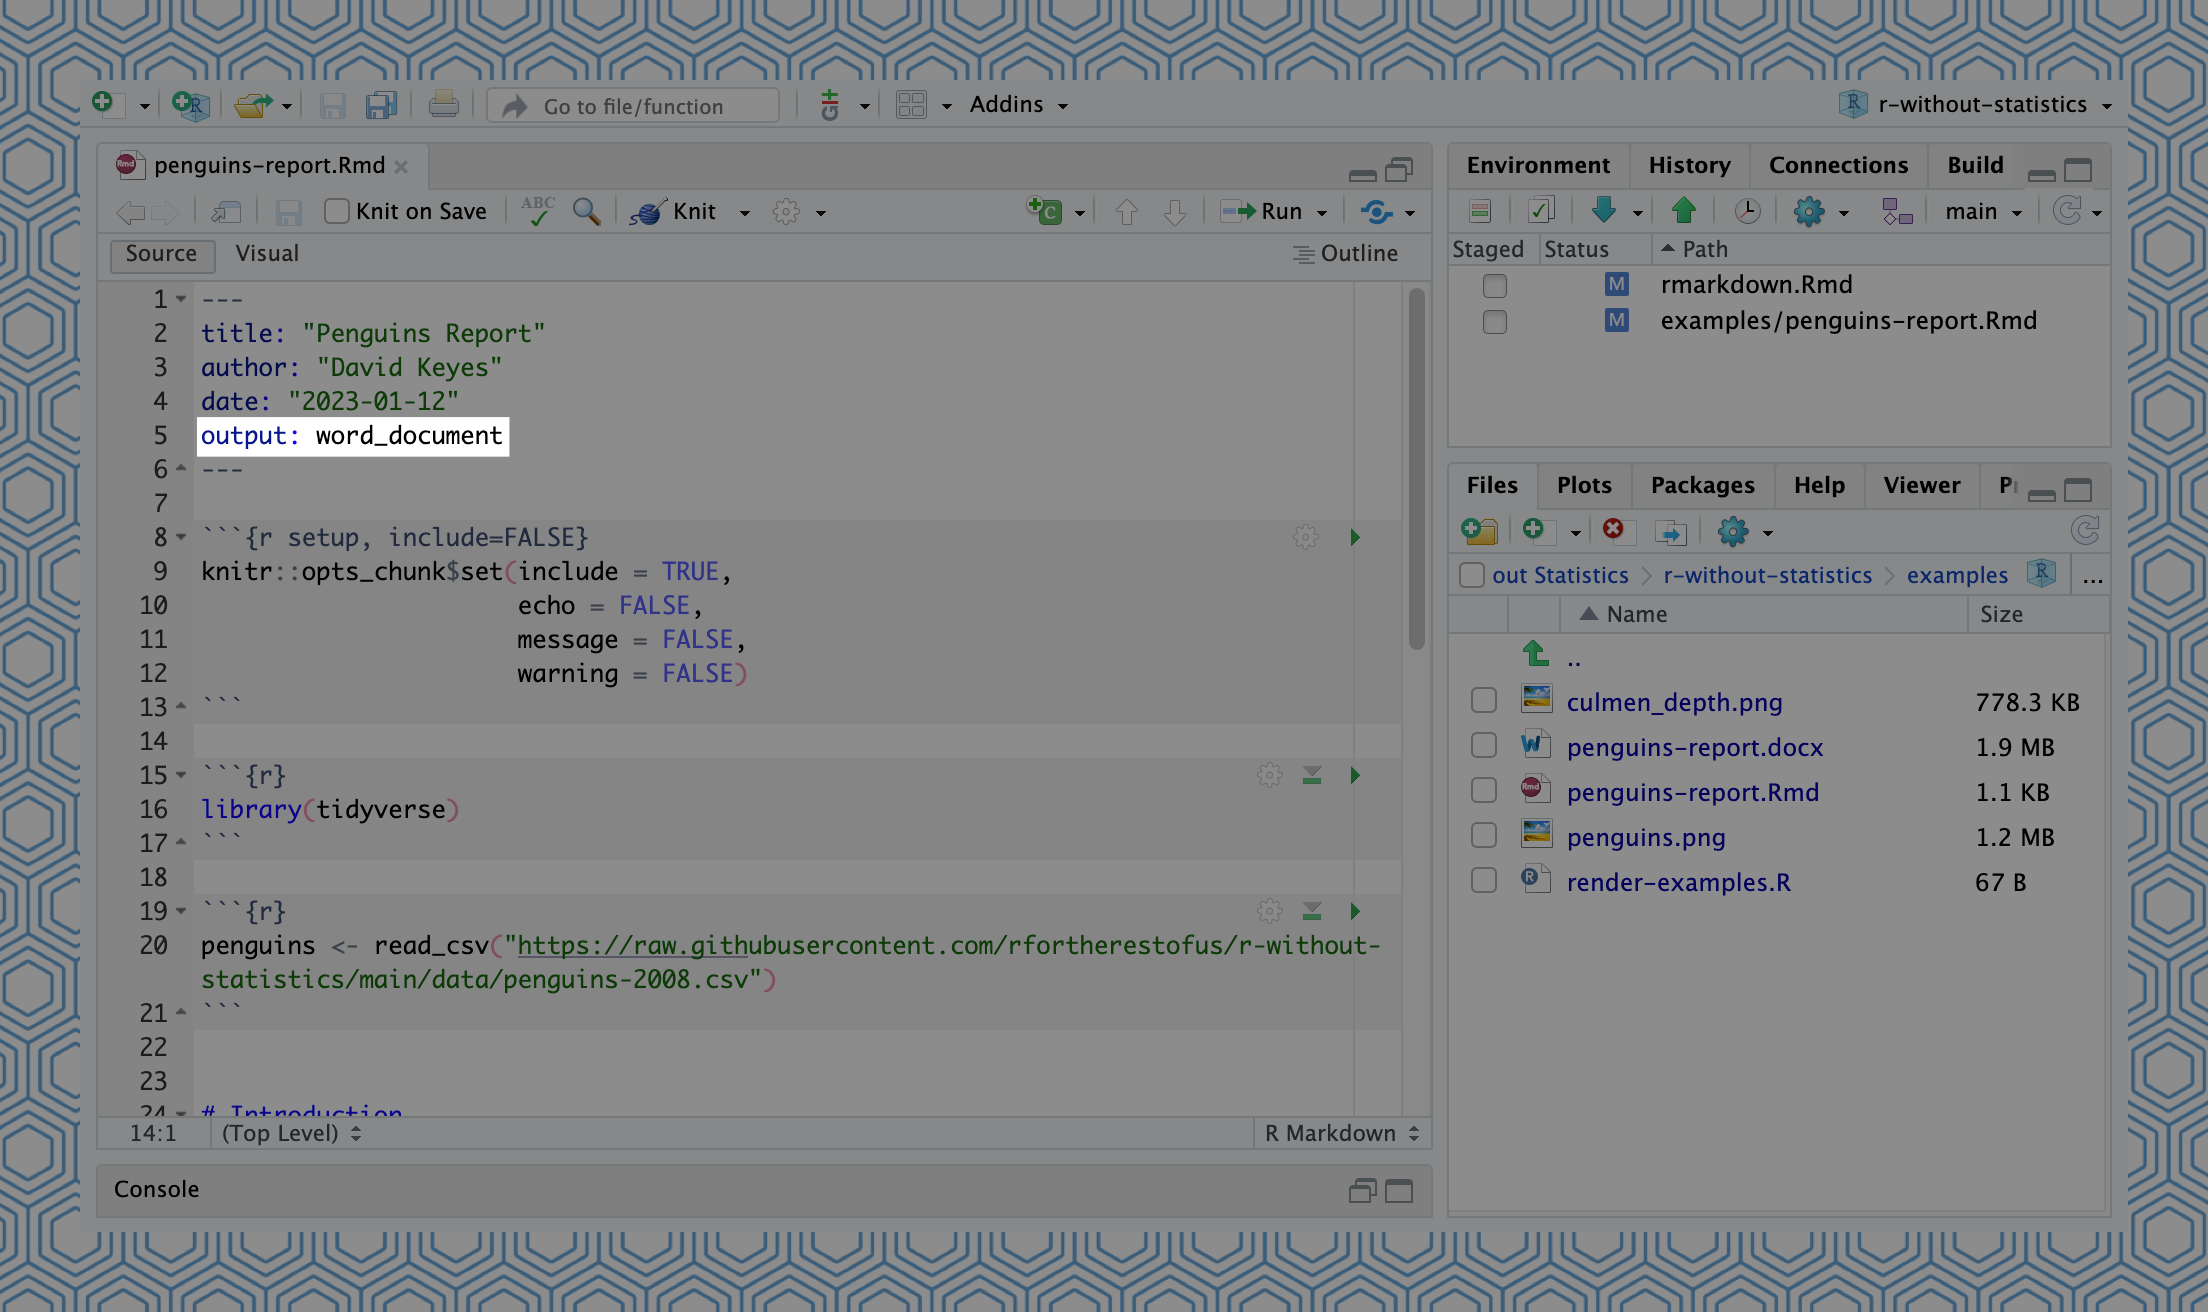 Go to file/function
Addins
r-without-statistics
penguins-report.Rmd
Knit on Save
ABC
Knit
Run
Source Visual
Outline
1 ---
2 title: "Penguins Report"
3 author: "David Keyes"
4 date: "2023-01-12"
5 output: word_document
6 ---
7
8 ```{r setup, include=FALSE}
9 knitr::opts_chunk$set(include = TRUE,
10 echo = FALSE,
11 message = FALSE,
12 warning = FALSE)
13 ```
14
15 ```{r}
16 library(tidyverse)
17 ```
18
19 ```{r}
20 penguins <- read_csv("https://raw.githubusercontent.com/rfortherestofus/r-without-
statistics/main/data/penguins-2008.csv")
21 ```
22
23
24 # Introduction
14:1 (Top Level) R Markdown
Console
Environment History Connections Build
main
Staged Status Path
M rmarkdown.Rmd
M examples/penguins-report.Rmd
Files Plots Packages Help Viewer
out Statistics r-without-statistics examples ...
Name Size
..
culmen_depth.png 778.3 KB
penguins-report.docx 1.9 MB
penguins-report.Rmd 1.1 KB
penguins.png 1.2 MB
render-examples.R 67 B